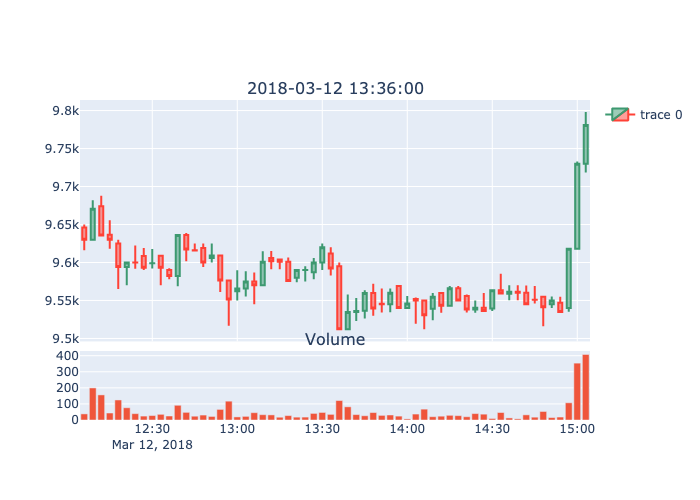 2018-03-12 13:36:00
9.8k
9.75k
9.7k
9.65k
9.6k
9.55k
9.5k
trace 0
Volume
400
300
200
100
0
12:30 13:00 13:30 14:00 14:30 15:00
Mar 12, 2018